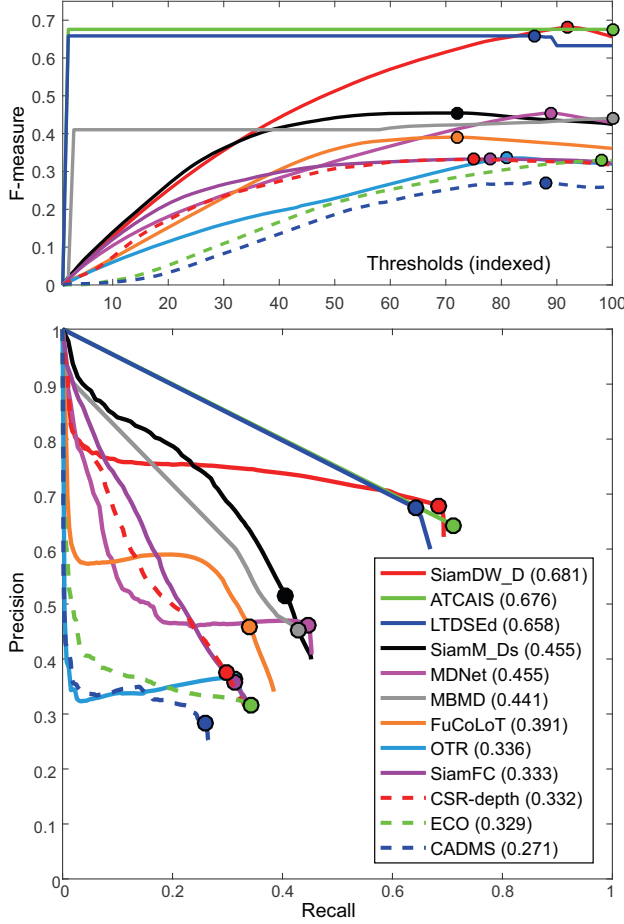 0.7
0.6
0.5
0.4
0.3
0.2
0.1
0
F-measure
Thresholds (indexed)
10 20 30 40 50 60 70 80 90 100
1
0.9
0.8
0.7
0.6
0.5
0.4
0.3
0.2
0.1
0
Precision
SiamDW_D (0.681)
ATCAIS (0.676)
LTDSEd (0.658)
SiamM_Ds (0.455)
MDNet (0.455)
MBMD (0.441)
FuCoLoT (0.391)
OTR (0.336)
SiamFC (0.333)
CSR-depth (0.332)
ECO (0.329)
CADMS (0.271)
0 0.2 0.4 0.6 0.8 1
Recall